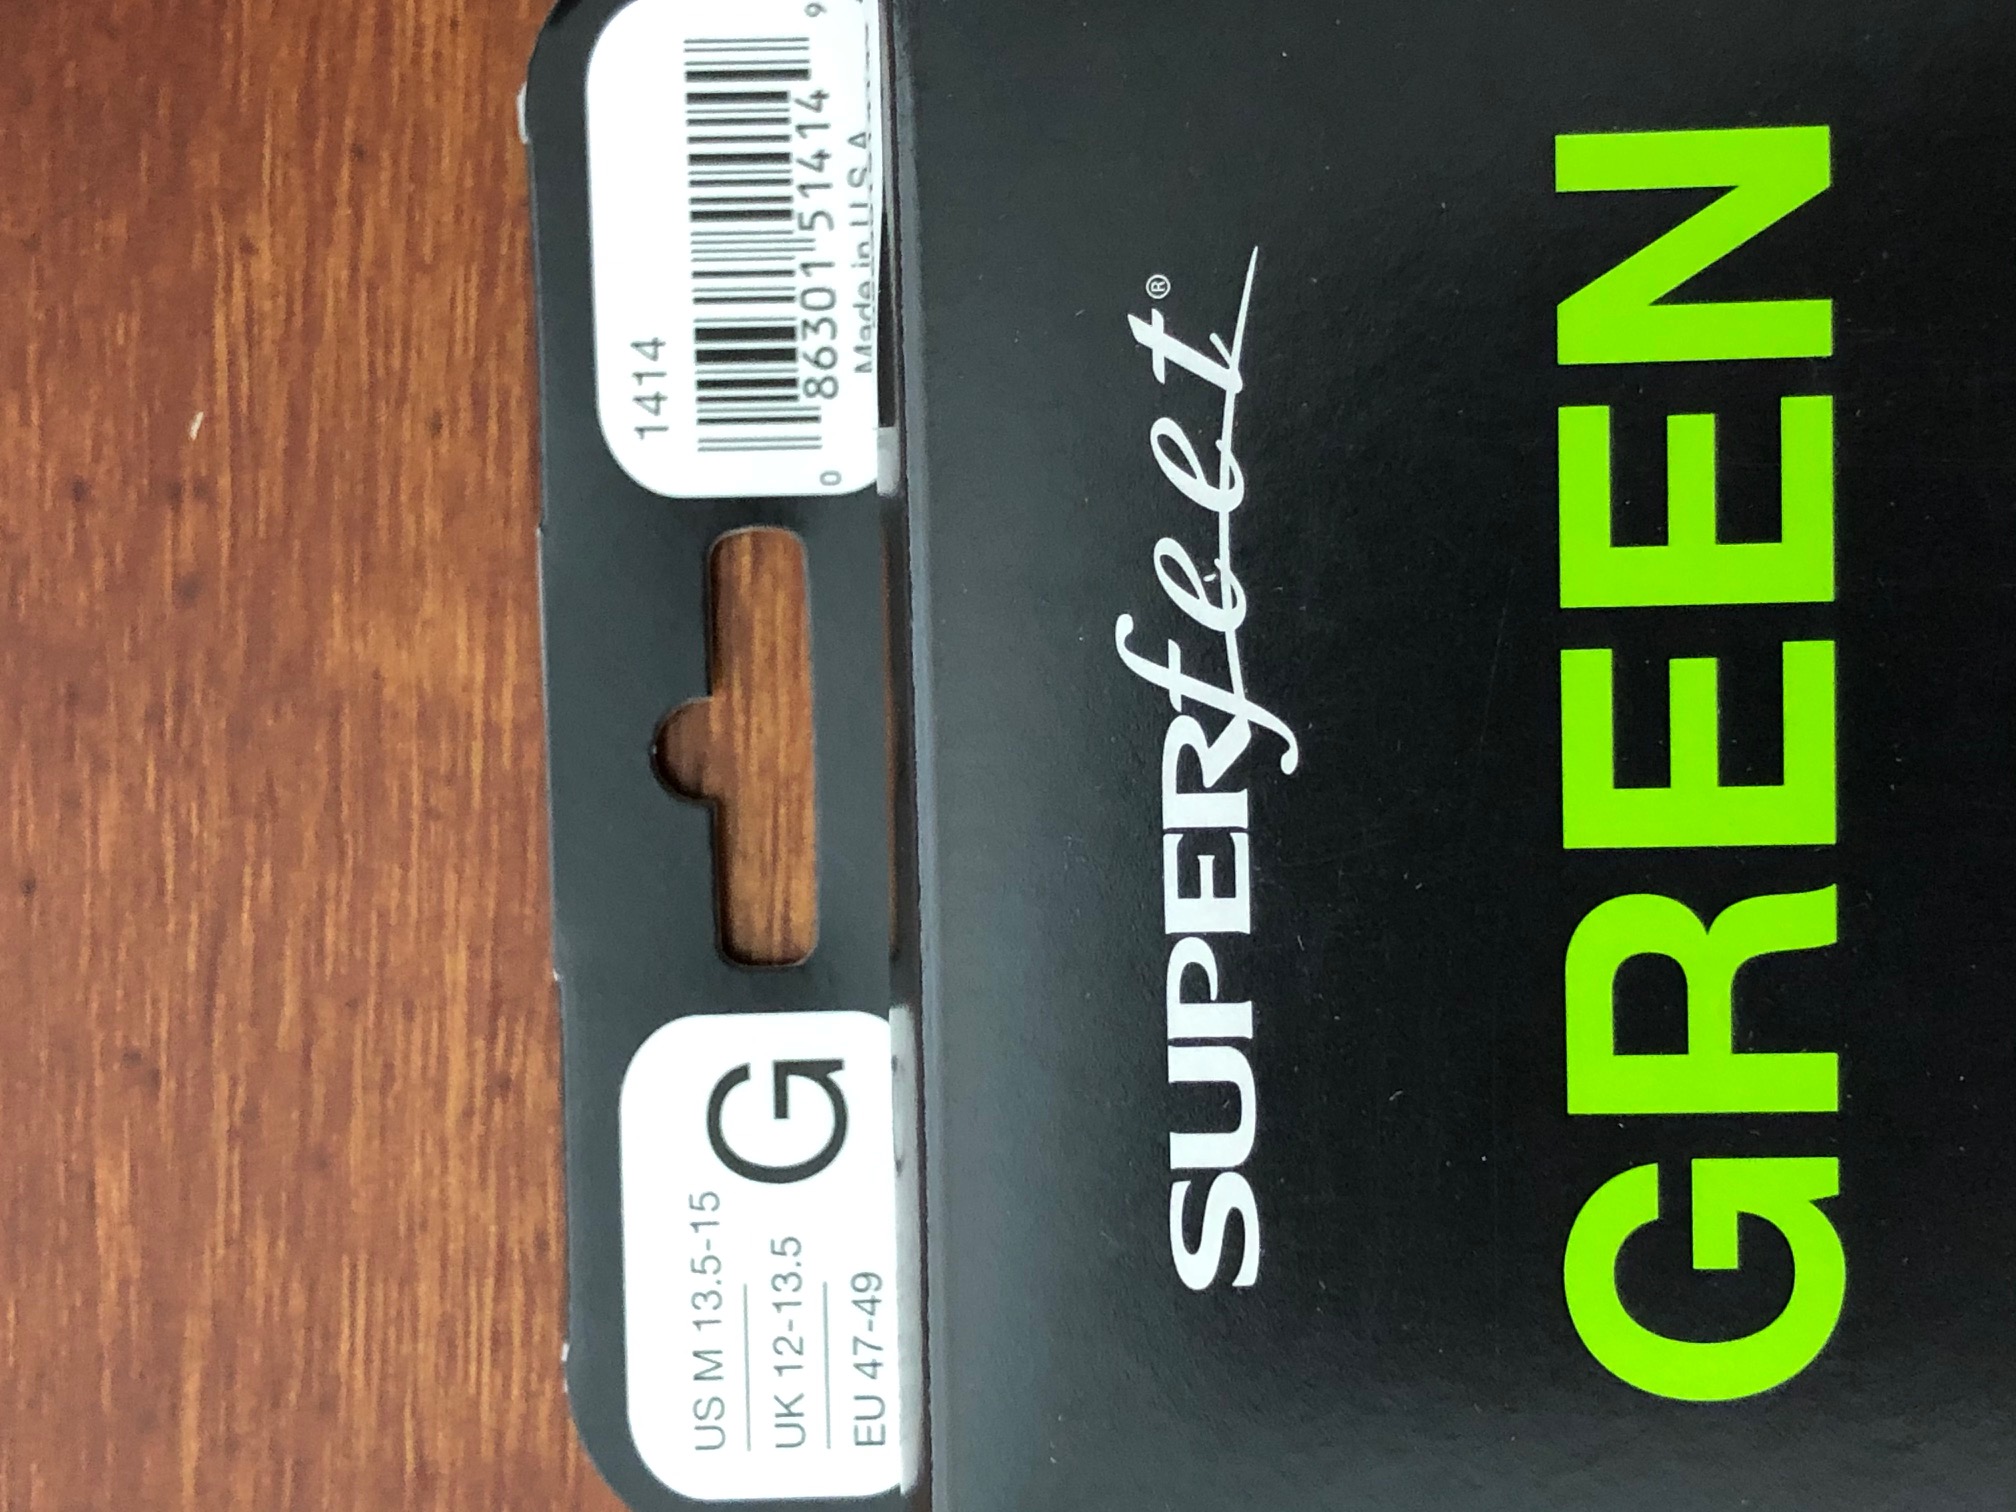 US M 13.5-15
UK 12-13.5
EU 47-49
G
1414
0 86301 51414 9
Made in U.S.A.
SUPERfeet®
GREEN